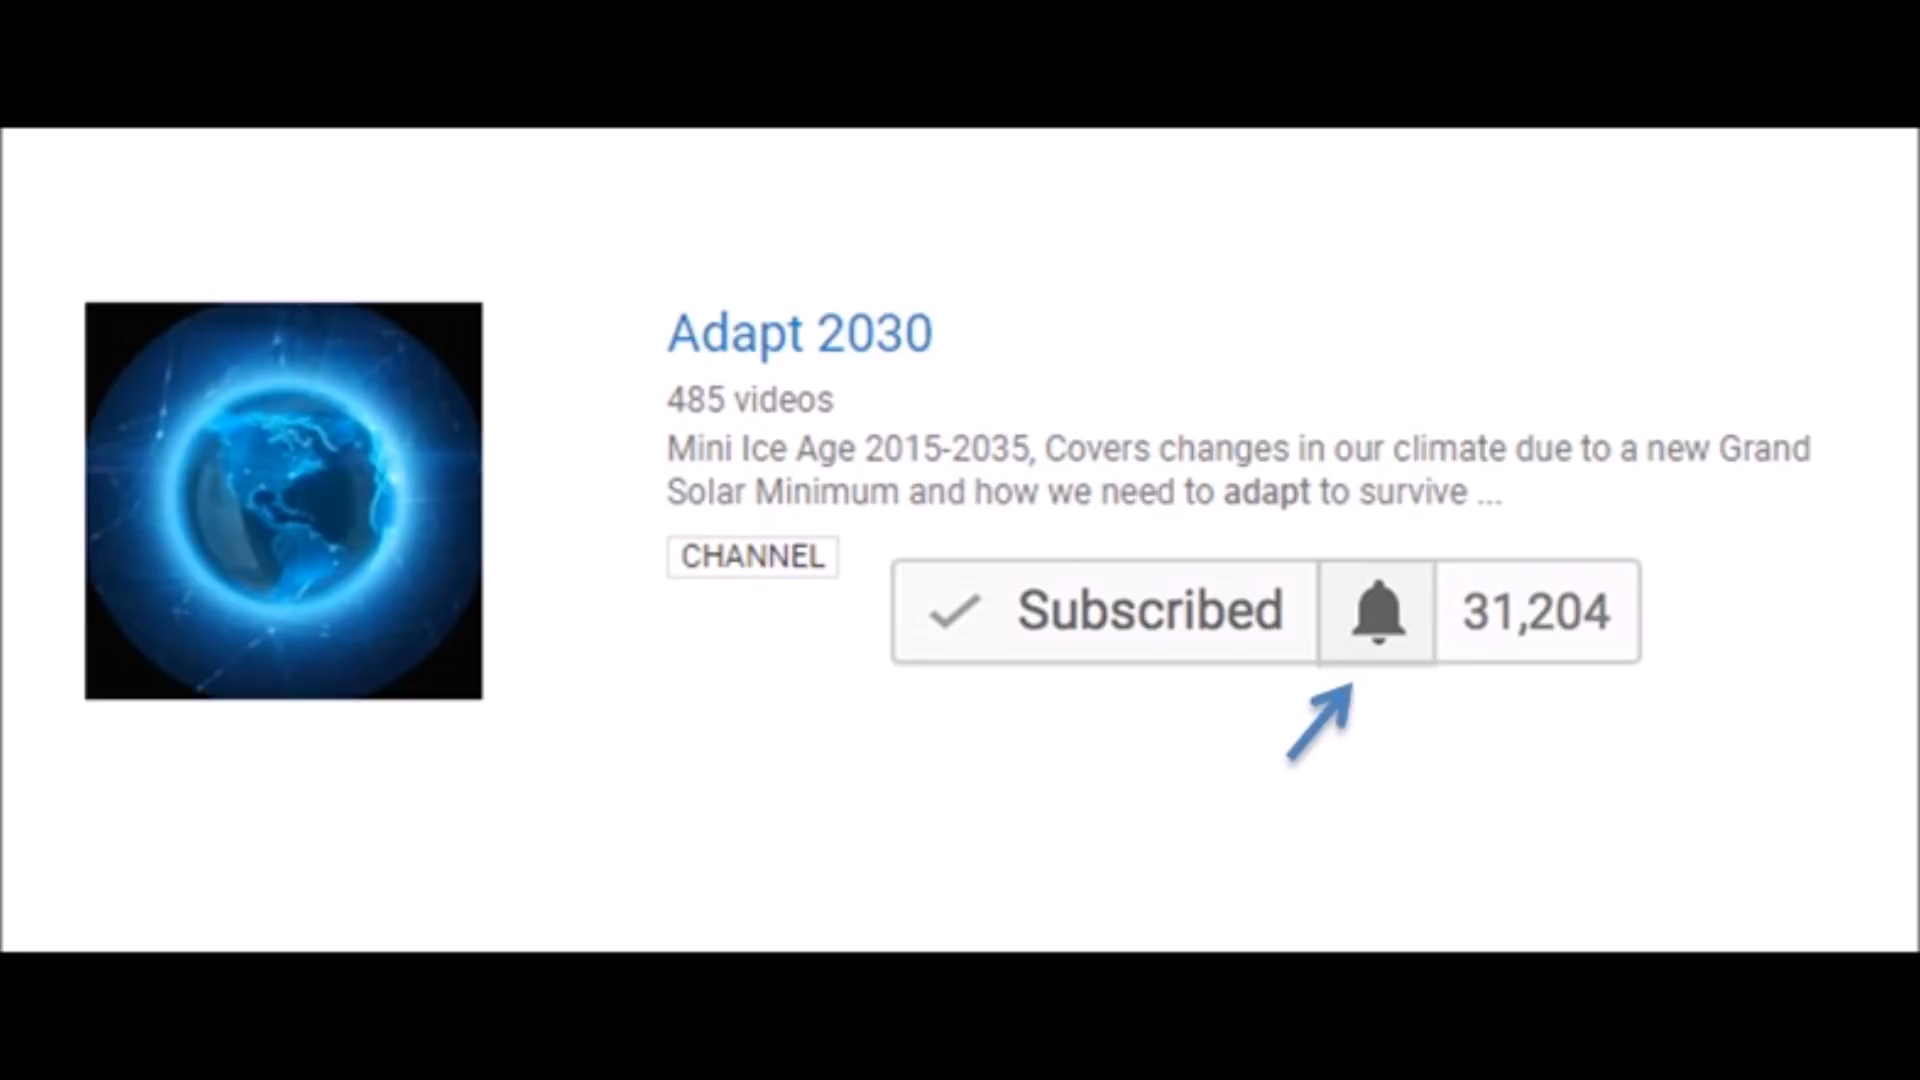 Adapt 2030
485 videos
Mini Ice Age 2015-2035, Covers changes in our climate due to a new Grand
Solar Minimum and how we need to adapt to survive ...
CHANNEL
Subscribed 31,204